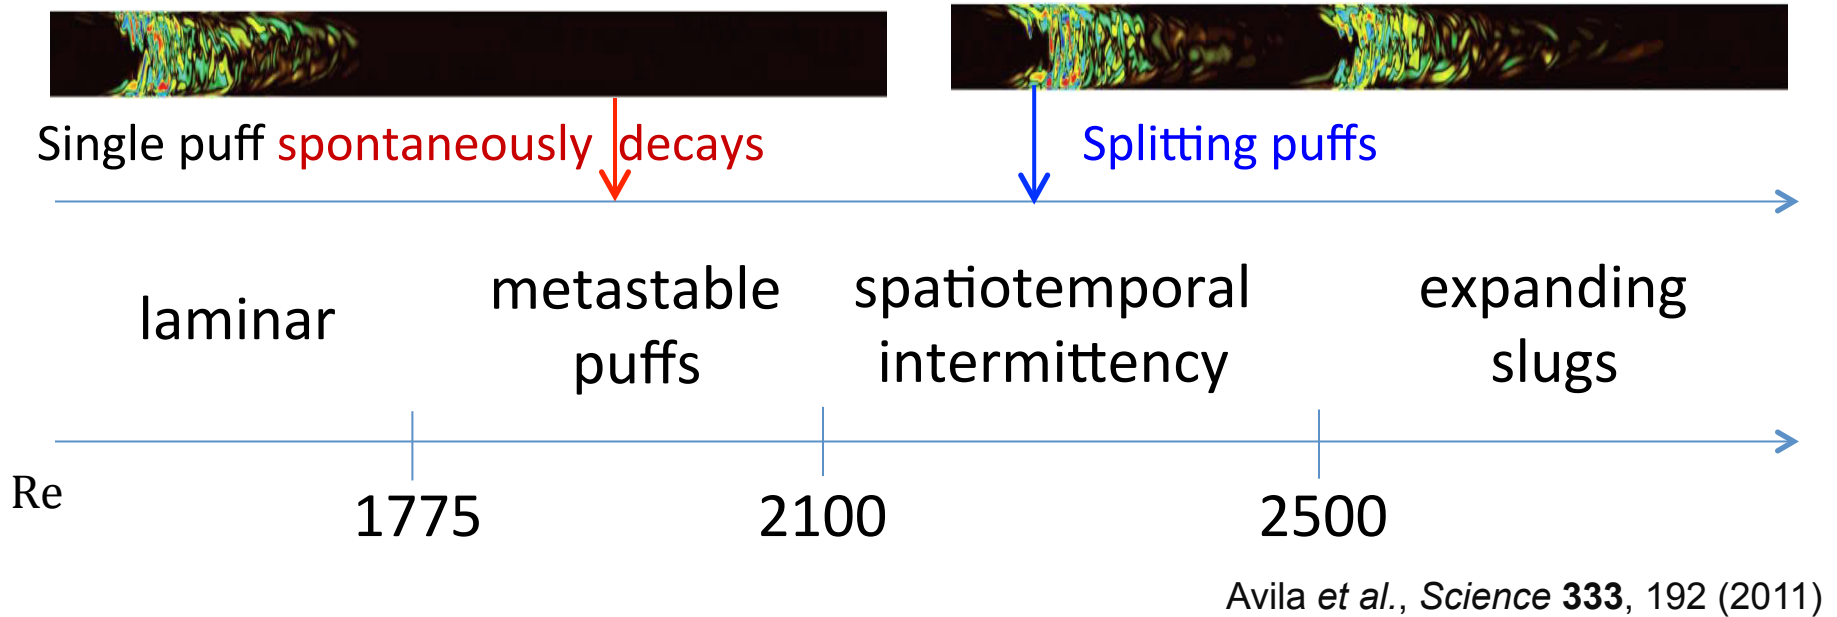 Single puff spontaneously decays
Splitting puffs
laminar
metastable
puffs
spatiotemporal
intermittency
expanding
slugs
Re
1775
2100
2500
Avila et al., Science 333, 192 (2011)